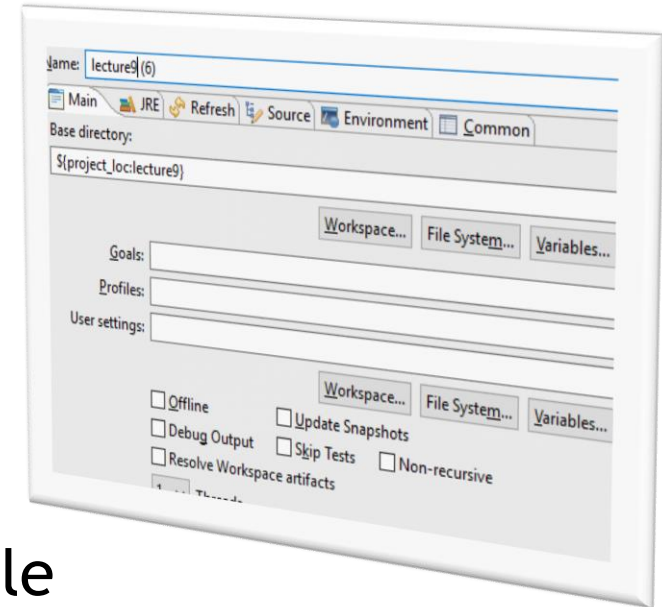 Name: lecture9 (6)
Main JRE Refresh Source Environment Common
Base directory:
${project_loc:lecture9}
Workspace... File System... Variables...
Goals:
Profiles:
User settings:
Workspace... File System... Variables...
Offline Update Snapshots
Debug Output Skip Tests Non-recursive
Resolve Workspace artifacts
le